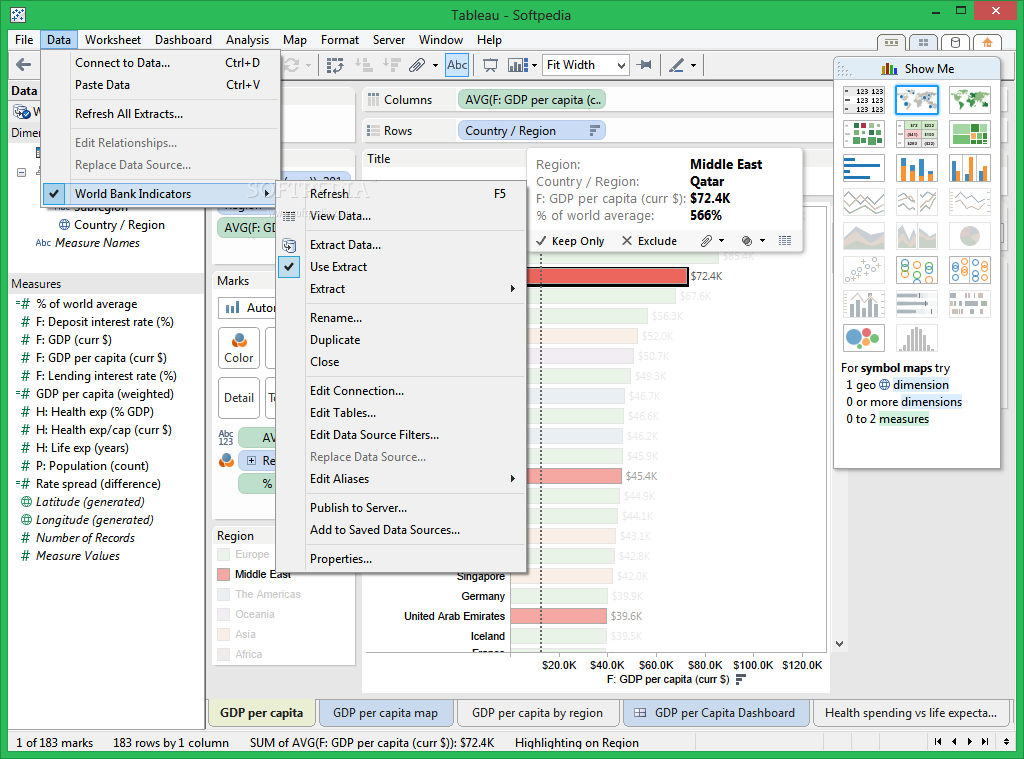 Tableau - Softpedia
File Data Worksheet Dashboard Analysis Map Format Server Window Help
Connect to Data... Ctrl+D
Paste Data Ctrl+V
Refresh All Extracts...
Edit Relationships...
Replace Data Source...
World Bank Indicators
Refresh F5
View Data...
Extract Data...
Use Extract
Extract
Rename...
Duplicate
Close
Edit Connection...
Edit Tables...
Edit Data Source Filters...
Replace Data Source...
Edit Aliases
Publish to Server...
Add to Saved Data Sources...
Properties...
Abc
Fit Width
Data
Subregion
Country / Region
Abc Measure Names
Measures
=# % of world average
# F: Deposit interest rate (%)
# F: GDP (curr $)
# F: GDP per capita (curr $)
# F: Lending interest rate (%)
=# GDP per capita (weighted)
# H: Health exp (% GDP)
# H: Health exp/cap (curr $)
# H: Life exp (years)
# P: Population (count)
=# Rate spread (difference)
Latitude (generated)
Longitude (generated)
# Number of Records
# Measure Values
SOFTPEDIA
Marks
Color
Detail
Abc
123
%
Region
Europe
Middle East
The Americas
Oceania
Asia
Africa
Columns AVG(F: GDP per capita (c..
Rows Country / Region
Title
Region: Middle East
Country / Region: Qatar
F: GDP per capita (curr $): $72.4K
% of world average: 566%
Keep Only Exclude
$85.4K
$72.4K
$67.6K
$56.3K
$52.0K
$50.7K
$49.3K
$46.7K
$46.6K
$46.2K
$45.9K
$45.4K
$44.9K
$44.1K
$43.1K
$42.8K
Singapore $42.0K
Germany $39.9K
United Arab Emirates $39.6K
Iceland $39.5K
France
$20.0K $40.0K $60.0K $80.0K $100.0K $120.0K
F: GDP per capita (curr $)
Show Me
123 123
123 123
123 123
For symbol maps try
1 geo dimension
0 or more dimensions
0 to 2 measures
GDP per capita GDP per capita map GDP per capita by region GDP per Capita Dashboard Health spending vs life expecta...
1 of 183 marks 183 rows by 1 column SUM of AVG(F: GDP per capita (curr $)): $72.4K Highlighting on Region